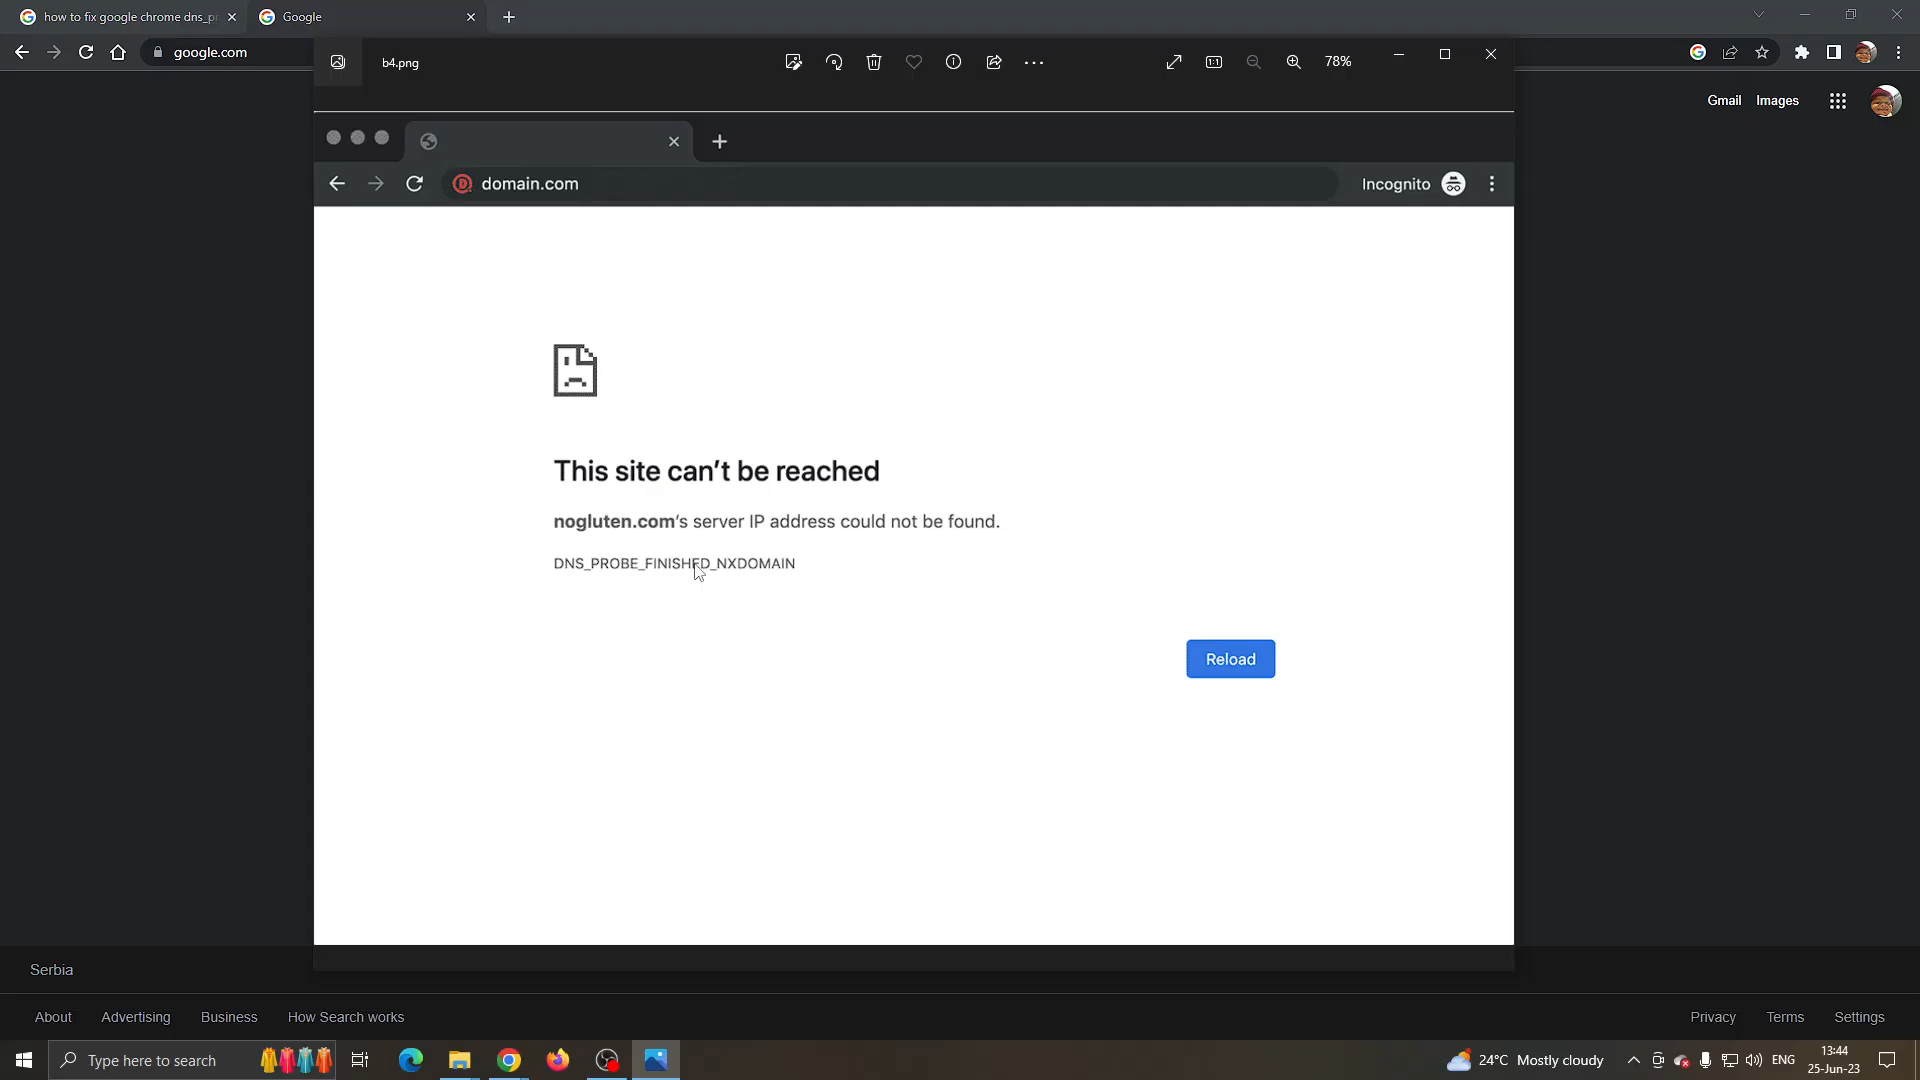 how to fix google chrome dns_pr
Google
google.com
b4.png
78%
Gmail Images
domain.com
Incognito
This site can't be reached
nogluten.com's server IP address could not be found.
DNS_PROBE_FINISHED_NXDOMAIN
Reload
Serbia
About Advertising Business How Search works
Privacy Terms Settings
Type here to search
24°C Mostly cloudy
ENG
13:44
25-Jun-23